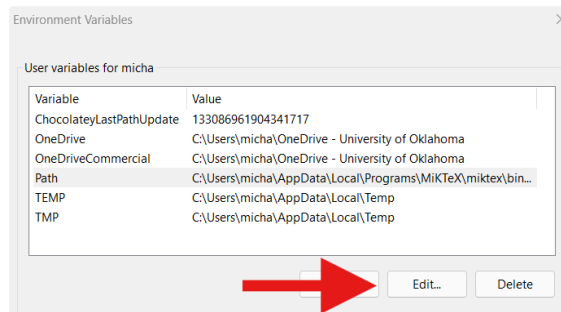 Environment Variables
User variables for micha
Variable Value
ChocolateyLastPathUpdate 133086961904341717
OneDrive C:\Users\micha\OneDrive - University of Oklahoma
OneDriveCommercial C:\Users\micha\OneDrive - University of Oklahoma
Path C:\Users\micha\AppData\Local\Programs\MiKTeX\miktex\bin...
TEMP C:\Users\micha\AppData\Local\Temp
TMP C:\Users\micha\AppData\Local\Temp
Edit... Delete